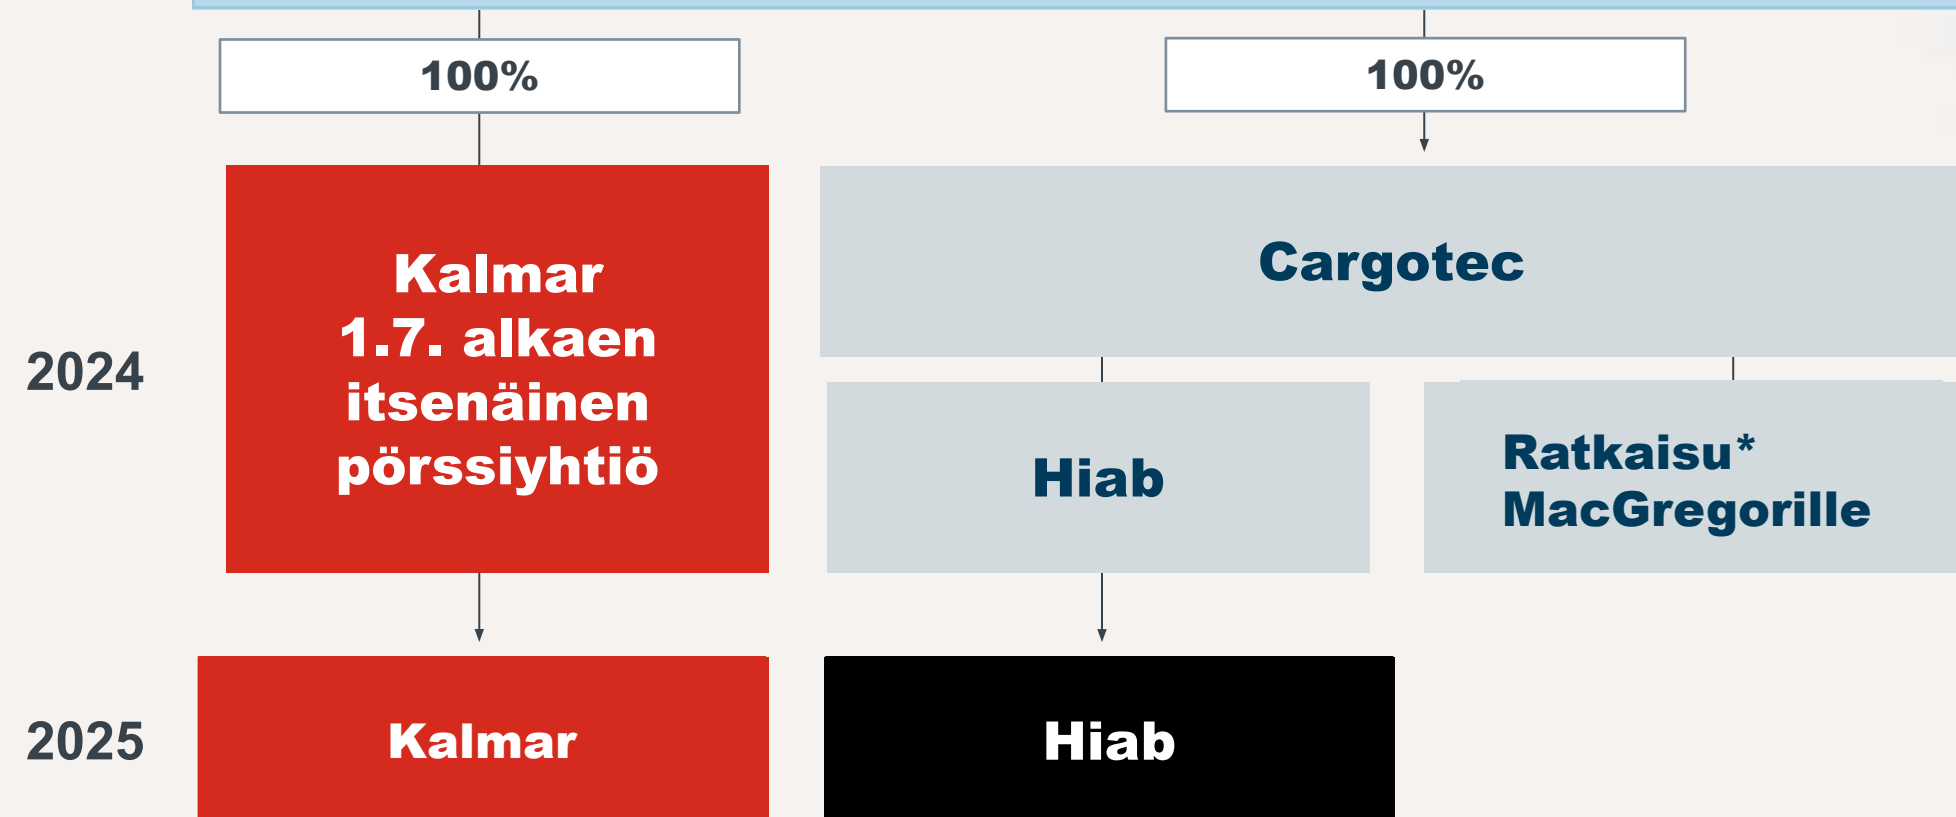 100%
100%
Kalmar
1.7. alkaen
itsenäinen
pörssiyhtiö
Cargotec
2024
Hiab
Ratkaisu*
MacGregorille
2025
Kalmar
Hiab